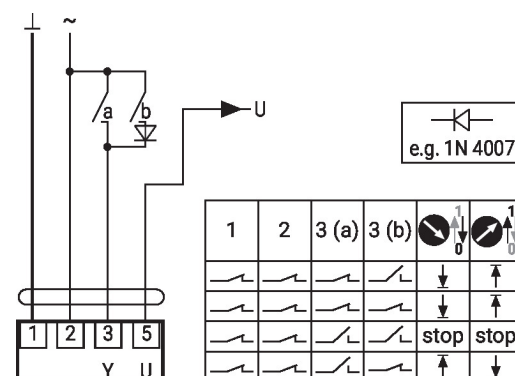 ⊥ ~
a b
U
e.g. 1N 4007
1 2 3 (a) 3 (b) 1 0 1 0
stop stop
1 2 3 5
Y U